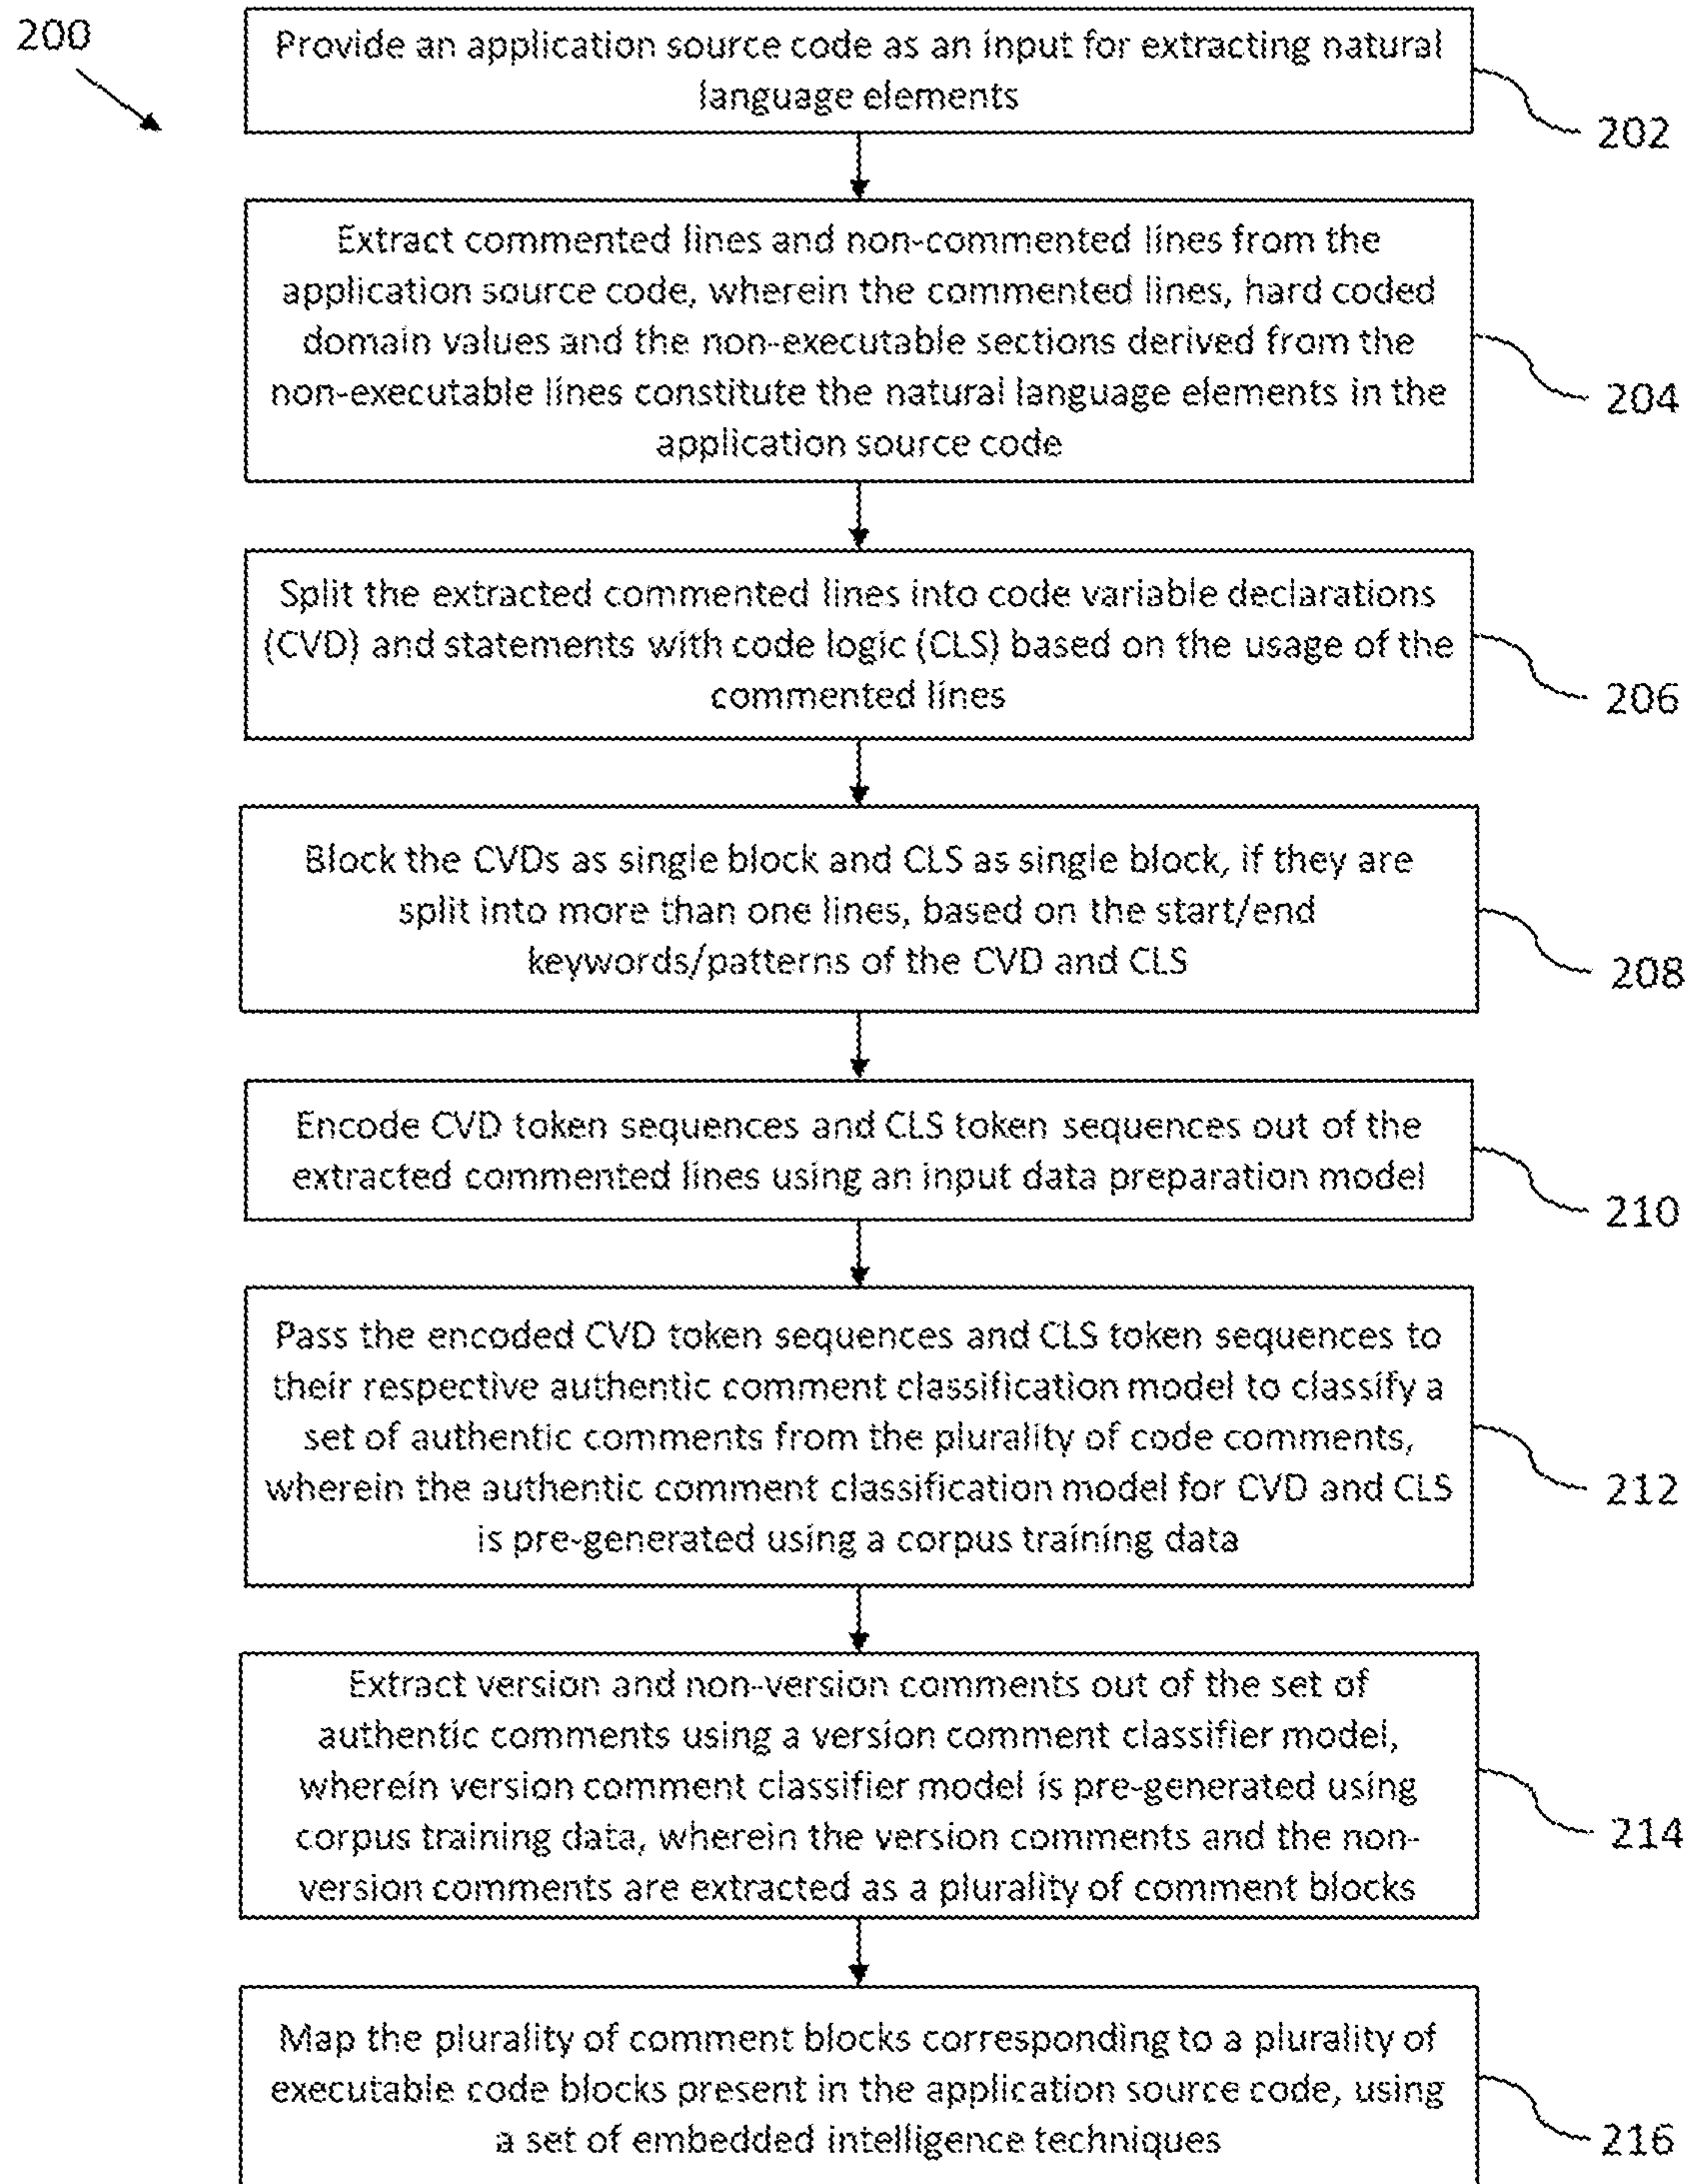 200
Provide an application source code as an input for extracting natural
language elements
202
Extract commented lines and non-commented lines from the
application source code, wherein the commented lines, hard coded
domain values and the non-executable sections derived from the
non-executable lines constitute the natural language elements in the
application source code
204
Split the extracted commented lines into code variable declarations
(CVD) and statements with code logic (CLS) based on the usage of the
commented lines
206
Block the CVDs as single block and CLS as single block, if they are
split into more than one lines, based on the start/end
keywords/patterns of the CVD and CLS
208
Encode CVD token sequences and CLS token sequences out of the
extracted commented lines using an input data preparation model
210
Pass the encoded CVD token sequences and CLS token sequences to
their respective authentic comment classification model to classify a
set of authentic comments from the plurality of code comments,
wherein the authentic comment classification model for CVD and CLS
is pre-generated using a corpus training data
212
Extract version and non-version comments out of the set of
authentic comments using a version comment classifier model,
wherein version comment classifier model is pre-generated using
corpus training data, wherein the version comments and the non-
version comments are extracted as a plurality of comment blocks
214
Map the plurality of comment blocks corresponding to a plurality of
executable code blocks present in the application source code, using
a set of embedded intelligence techniques
216